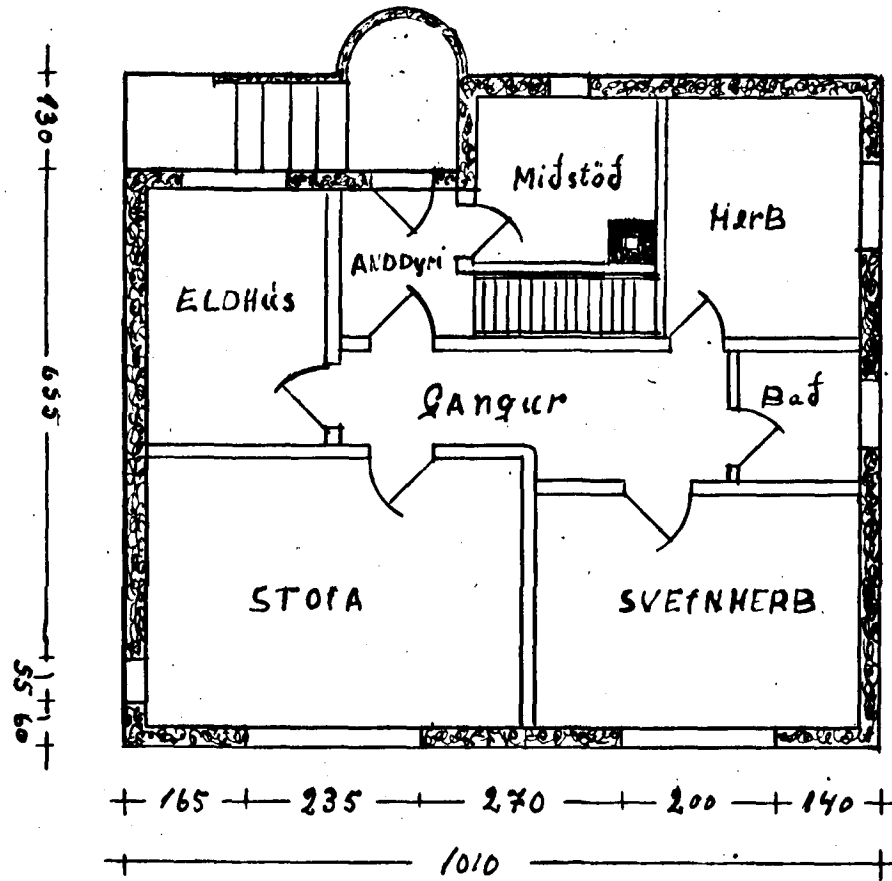 130
655
55
60
Miðstöð
HerB
ANDDyri
ELDHús
GAngur
Bað
STOfA
SVEfNHERB.
165
235
270
200
140
1010